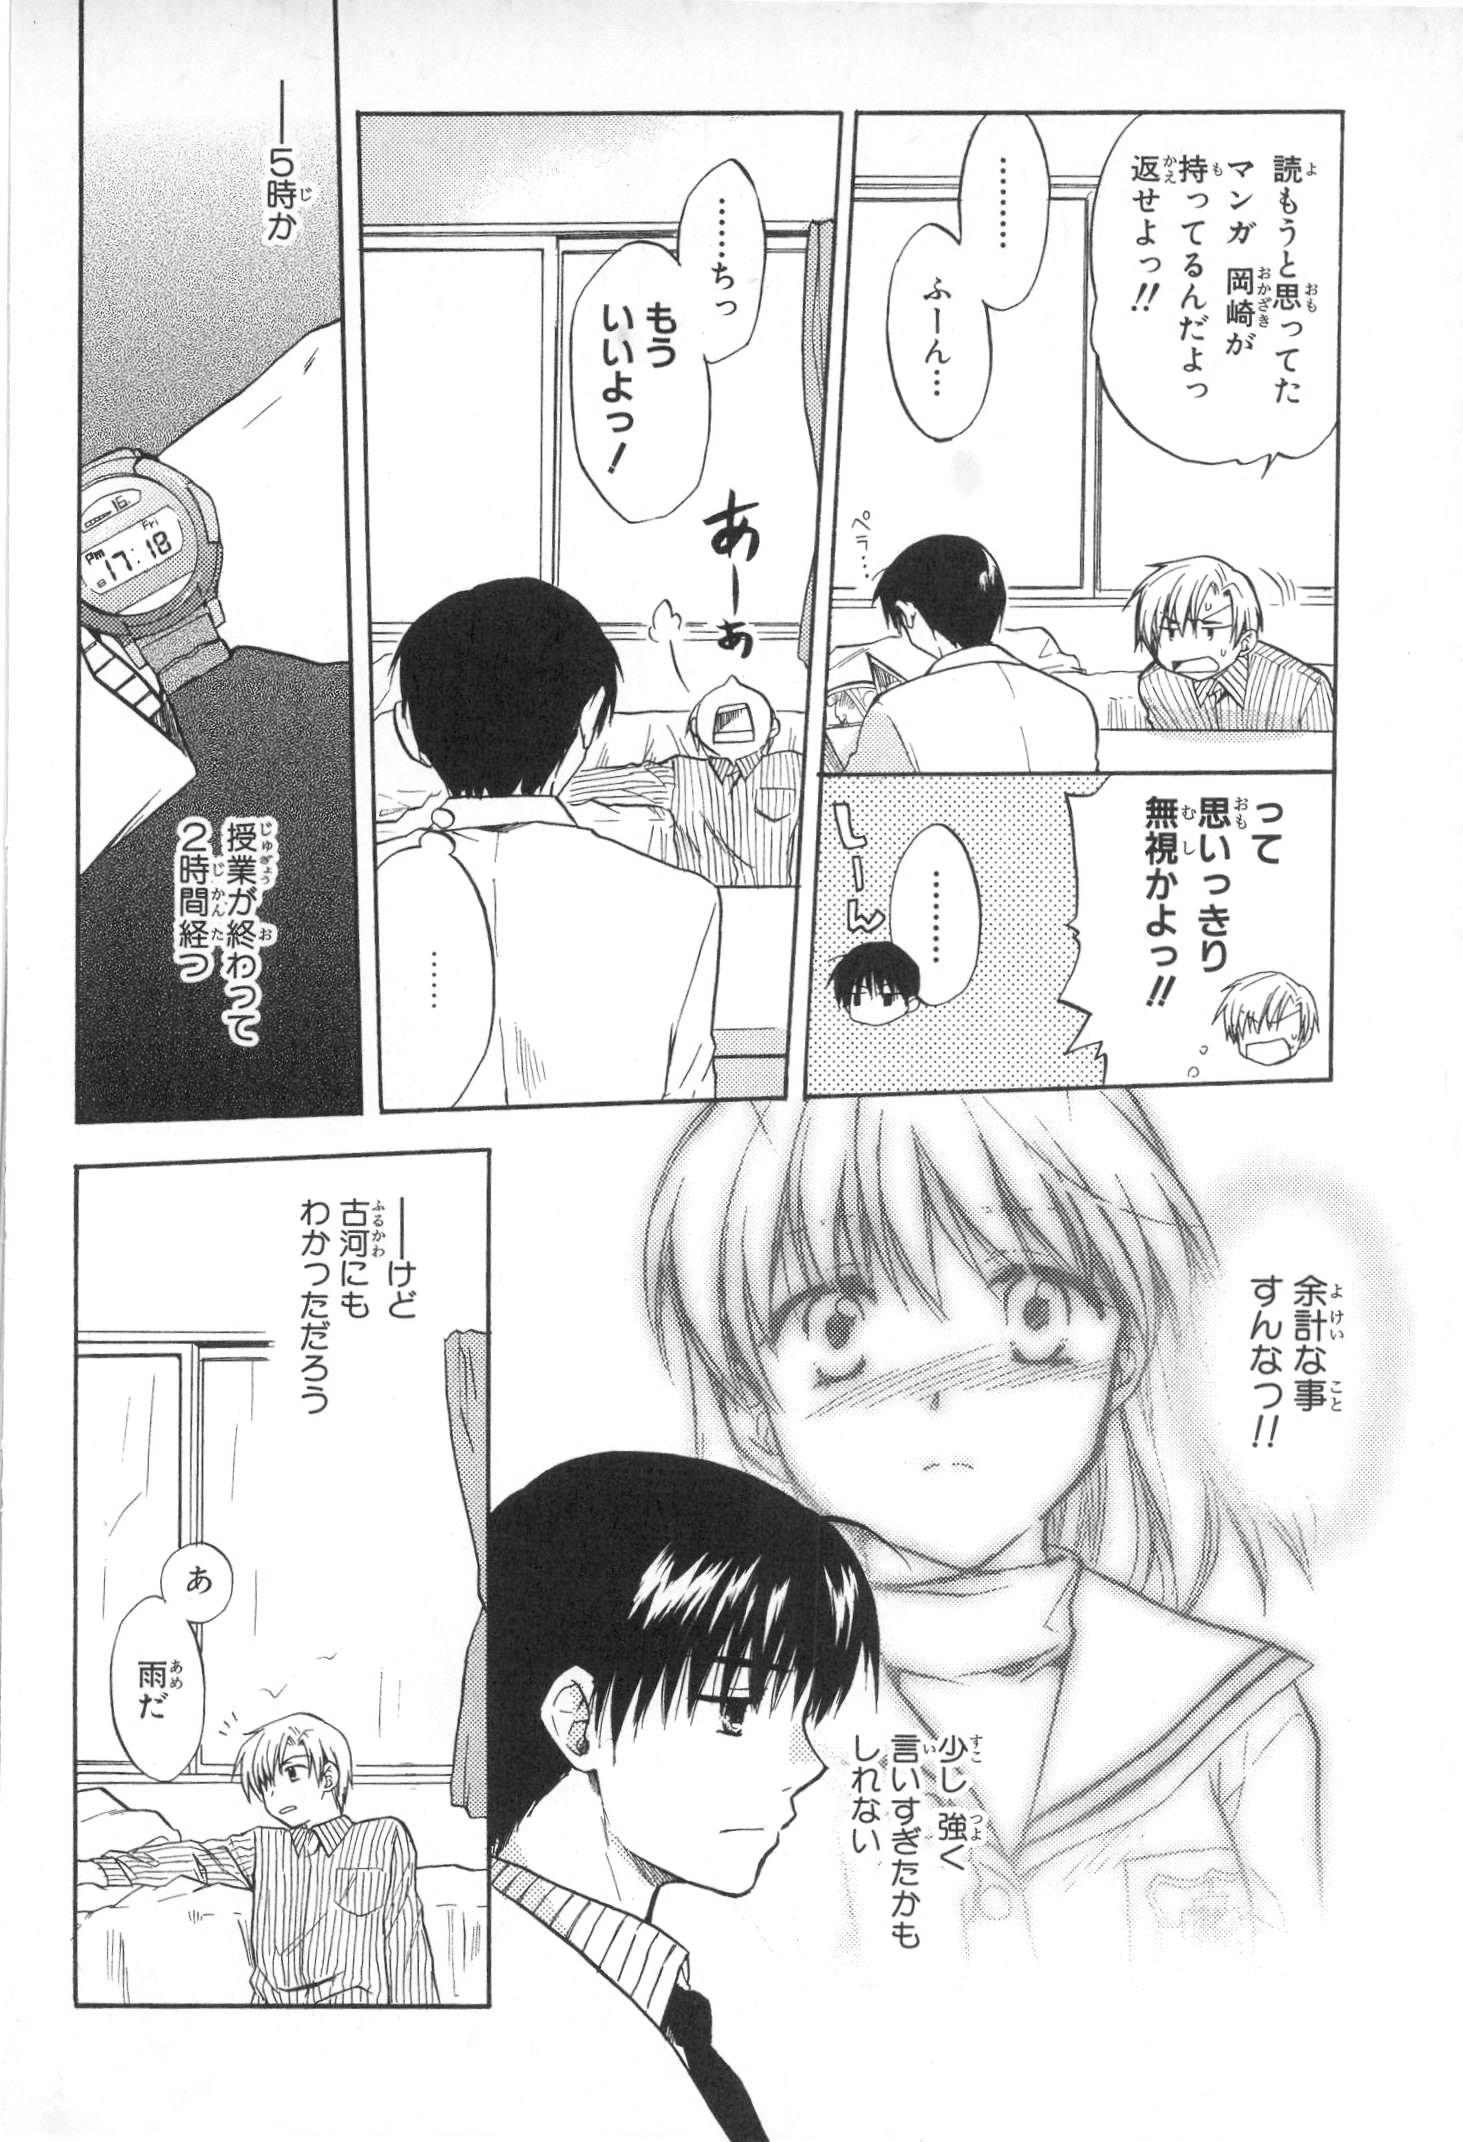 読もうと思ってた
マンガ 岡崎が
持ってるんだよっ
返せよっ!!
………
ふーん…
ペラ…
って
思いっきり
無視かよっ!!
………
しーん
……ちっ
もう
いいよっ!
あーあ
……
――5時か
16.
Fri
PM
17:18
授業が終わって
2時間経つ
余計な事
すんなっ!!
少し 強く
言いすぎたかも
しれない
――けど
古河にも
わかっただろう
あ
雨だ